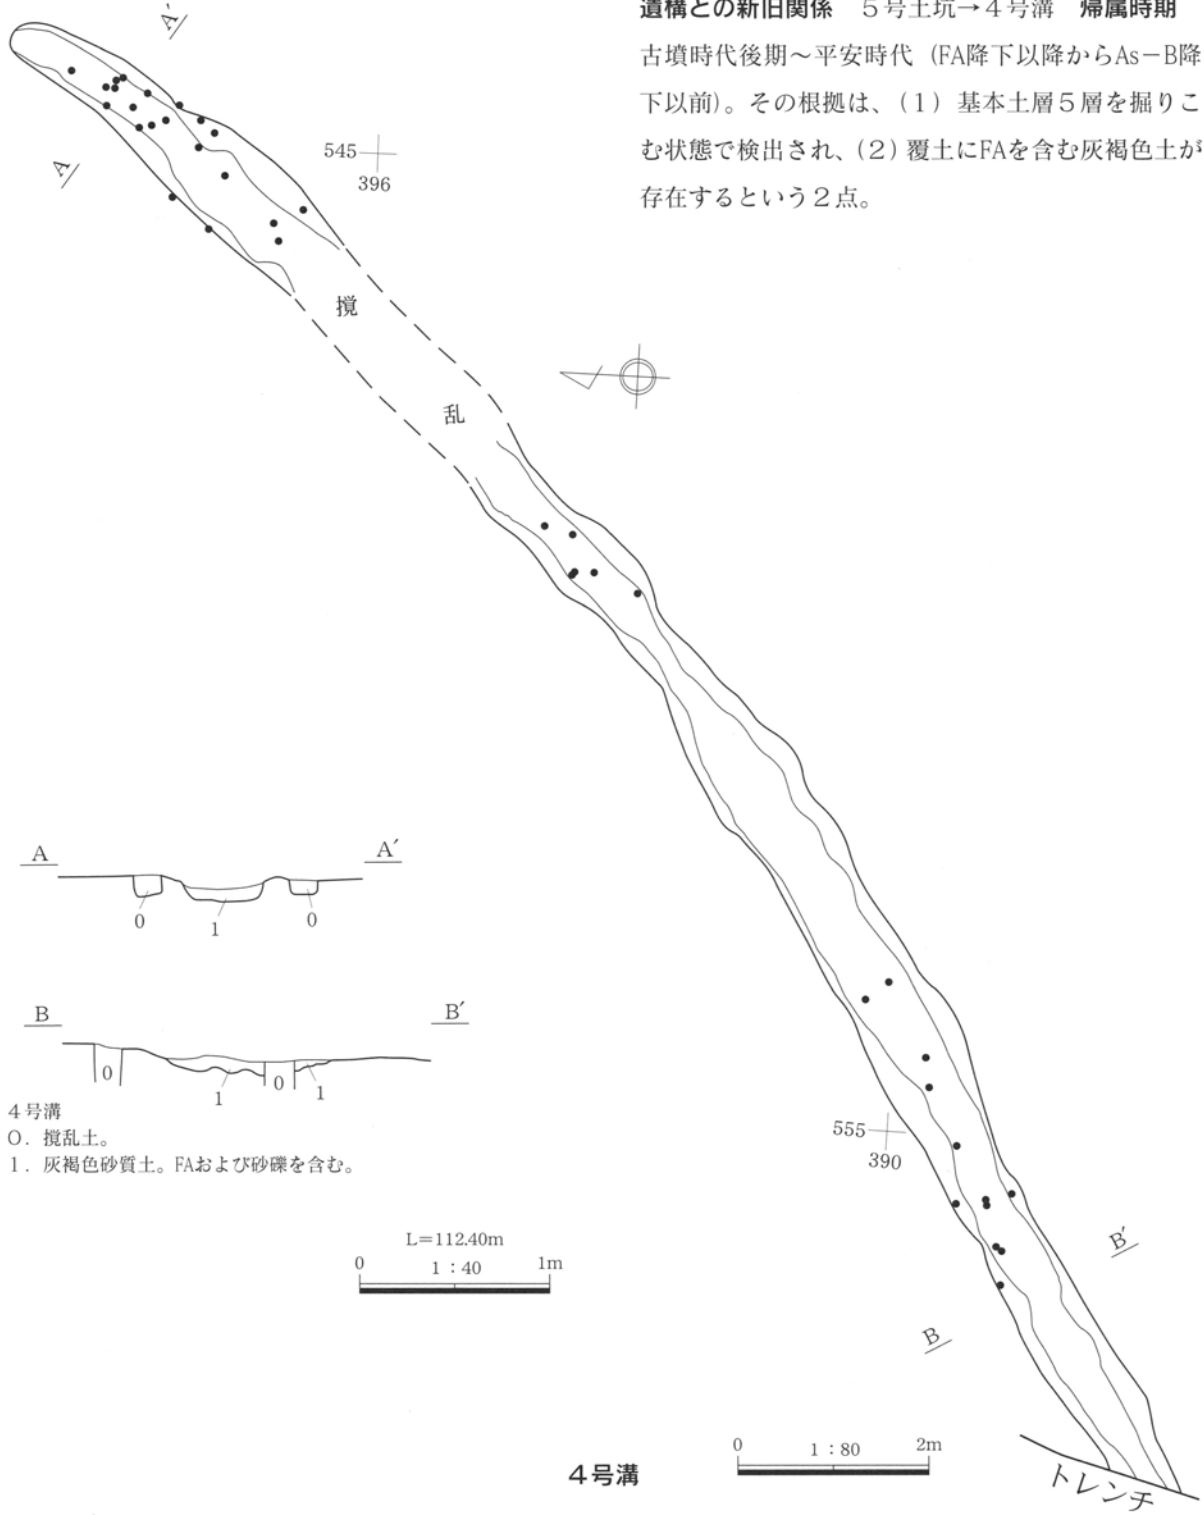 遺構との新旧関係　５号土坑→４号溝　帰属時期
古墳時代後期～平安時代（FA降下以降からAs－B降
下以前）。その根拠は、（1）基本土層５層を掘りこ
む状態で検出され、（2）覆土にFAを含む灰褐色土が
存在するという２点。
A′
A
545
396
撹
乱
A
A′
0
1
0
B
B′
0
1
0
1
４号溝
0．撹乱土。
1．灰褐色砂質土。FAおよび砂礫を含む。
555
390
L=112.40m
0　1：40　1m
B′
B
0　1：80　2m
４号溝
トレンチ